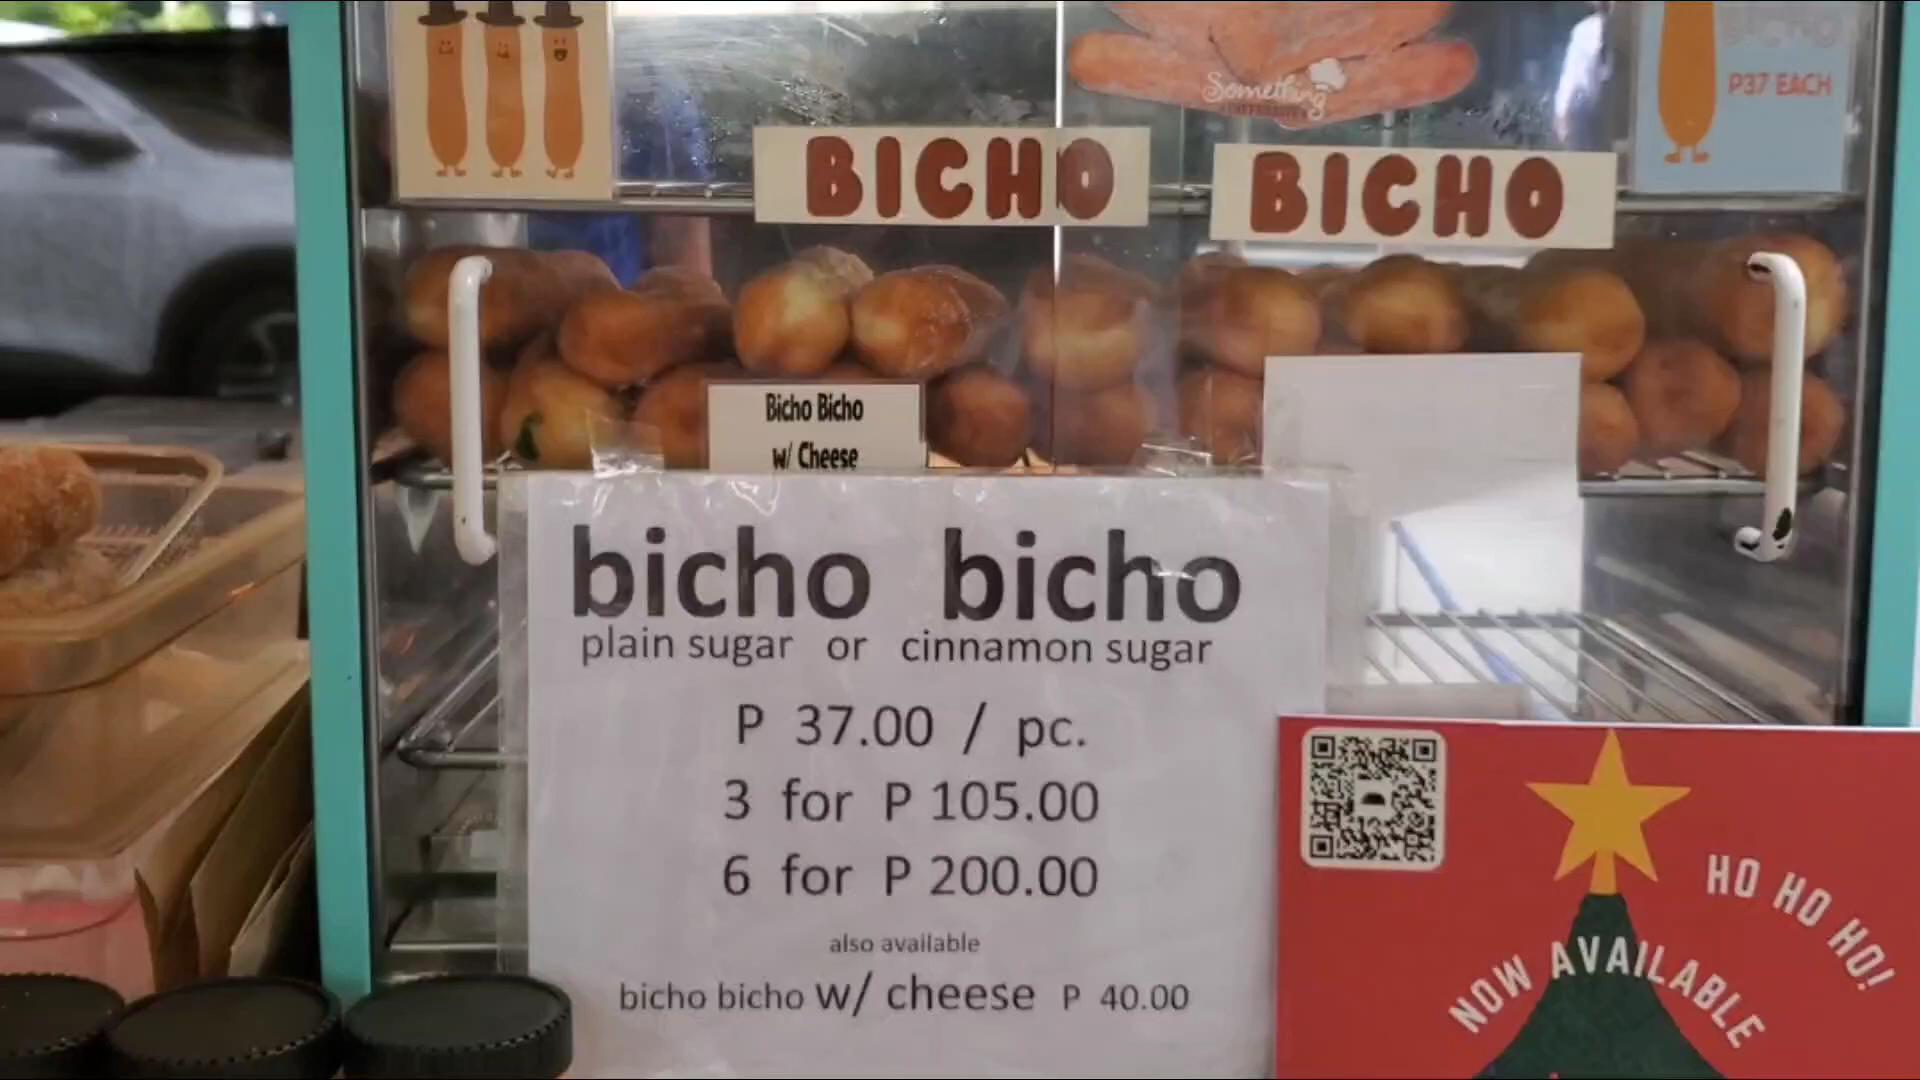 Something
BICHO
P37 EACH
BICHO BICHO
Bicho Bicho
w/ Cheese
bicho bicho
plain sugar or cinnamon sugar
P 37.00 / pc.
3 for P 105.00
6 for P 200.00
also available
bicho bicho w/ cheese P 40.00
HO HO HO!
NOW AVAILABLE